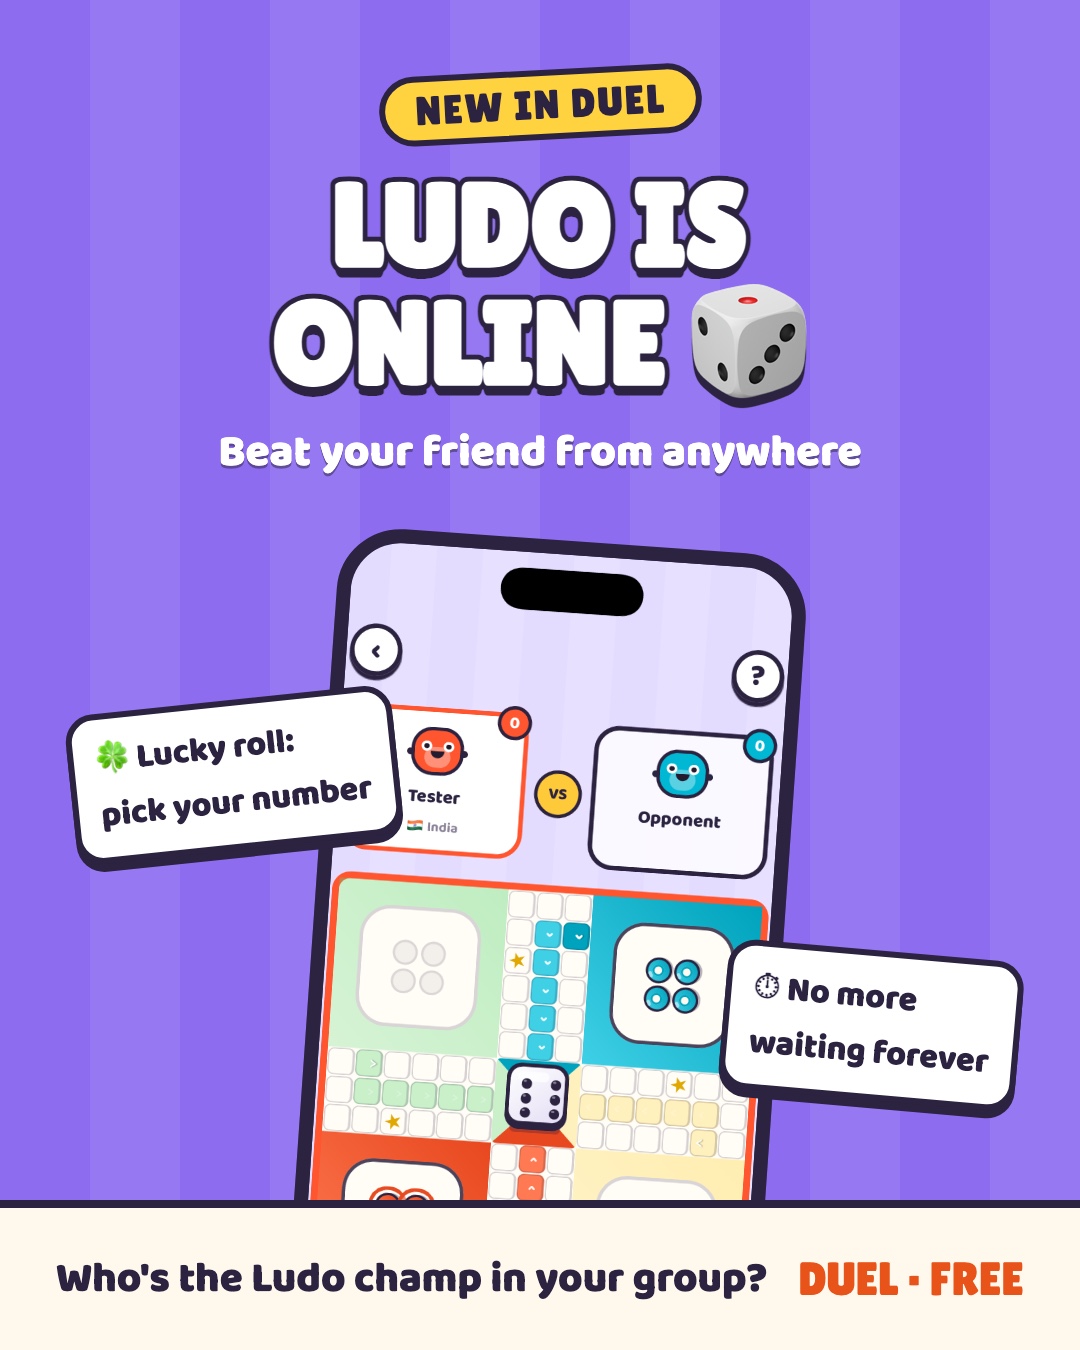 NEW IN DUEL
LUDO IS
ONLINE
Beat your friend from anywhere
?
🍀 Lucky roll:
pick your number
0
Tester
🇮🇳 India
VS
0
Opponent
⏱ No more
waiting forever
Who's the Ludo champ in your group?
DUEL · FREE